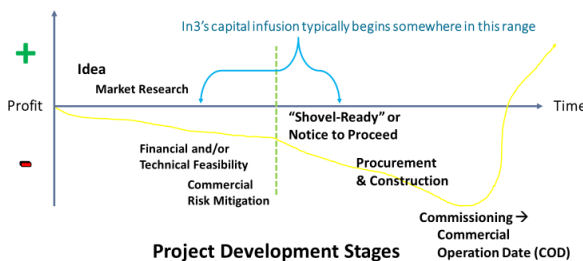 In3's capital infusion typically begins somewhere in this range
+
Idea
Market Research
Profit
Time
"Shovel-Ready" or
Notice to Proceed
-
Financial and/or
Technical Feasibility
Procurement
& Construction
Commercial
Risk Mitigation
Commissioning →
Commercial
Operation Date (COD)
Project Development Stages